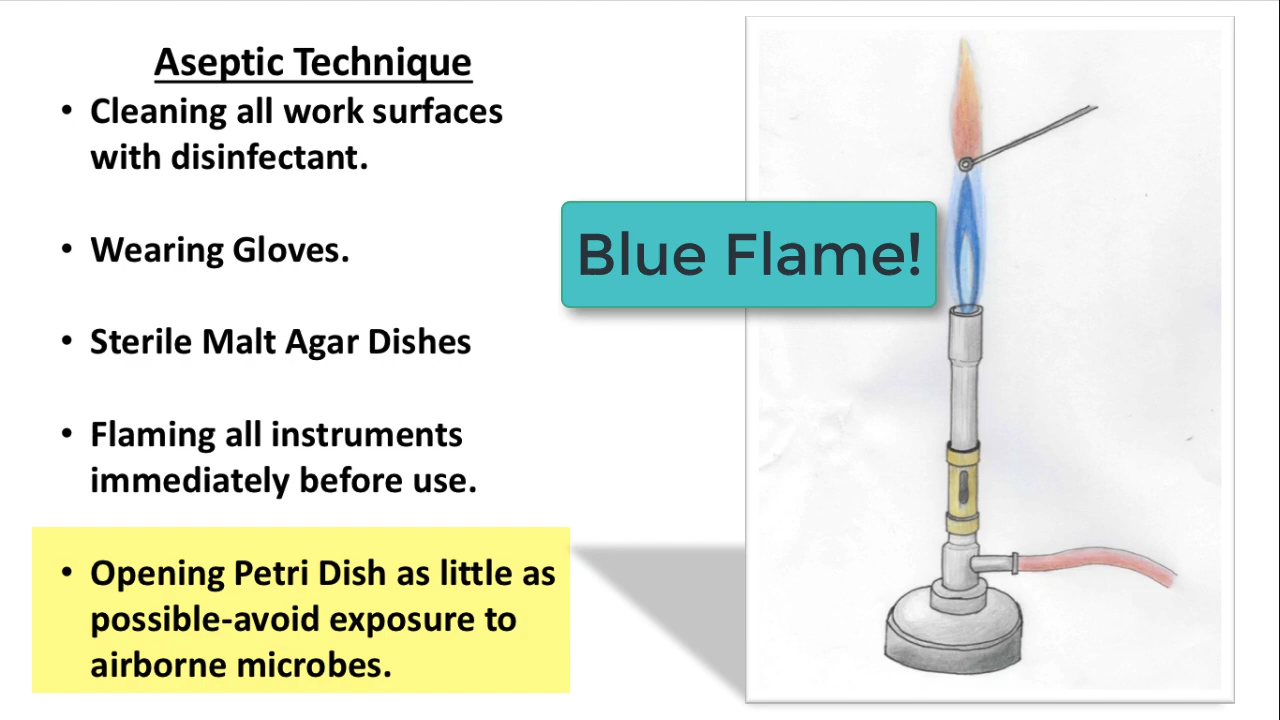 Aseptic Technique
• Cleaning all work surfaces
with disinfectant.
• Wearing Gloves.
• Sterile Malt Agar Dishes
• Flaming all instruments
immediately before use.
• Opening Petri Dish as little as
possible-avoid exposure to
airborne microbes.
Blue Flame!